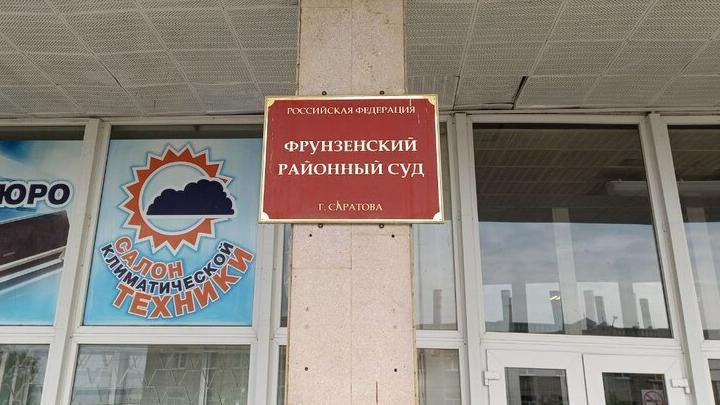 РОССИЙСКАЯ ФЕДЕРАЦИЯ
ФРУНЗЕНСКИЙ
РАЙОННЫЙ СУД
Г. САРАТОВА
ЮРО
САЛОН
КЛИМАТИЧЕСКОЙ
ТЕХНИКИ